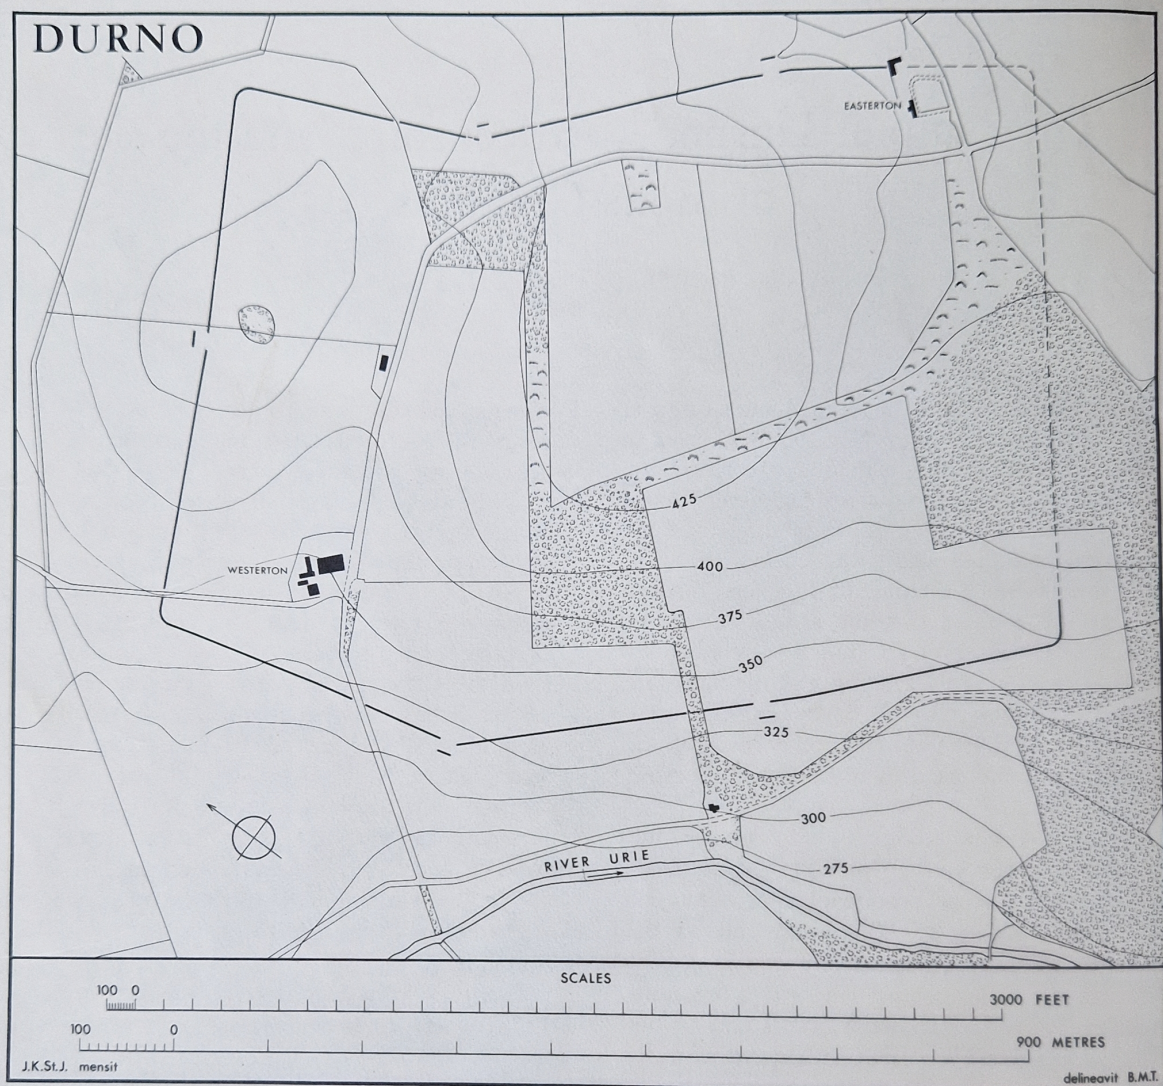 DURNO
EASTERTON
425
WESTERTON
400
375
350
325
300
RIVER URIE
275
SCALES
100 0
3000 FEET
100 0
900 METRES
J.K.St.J. mensit
delineavit B.M.T.